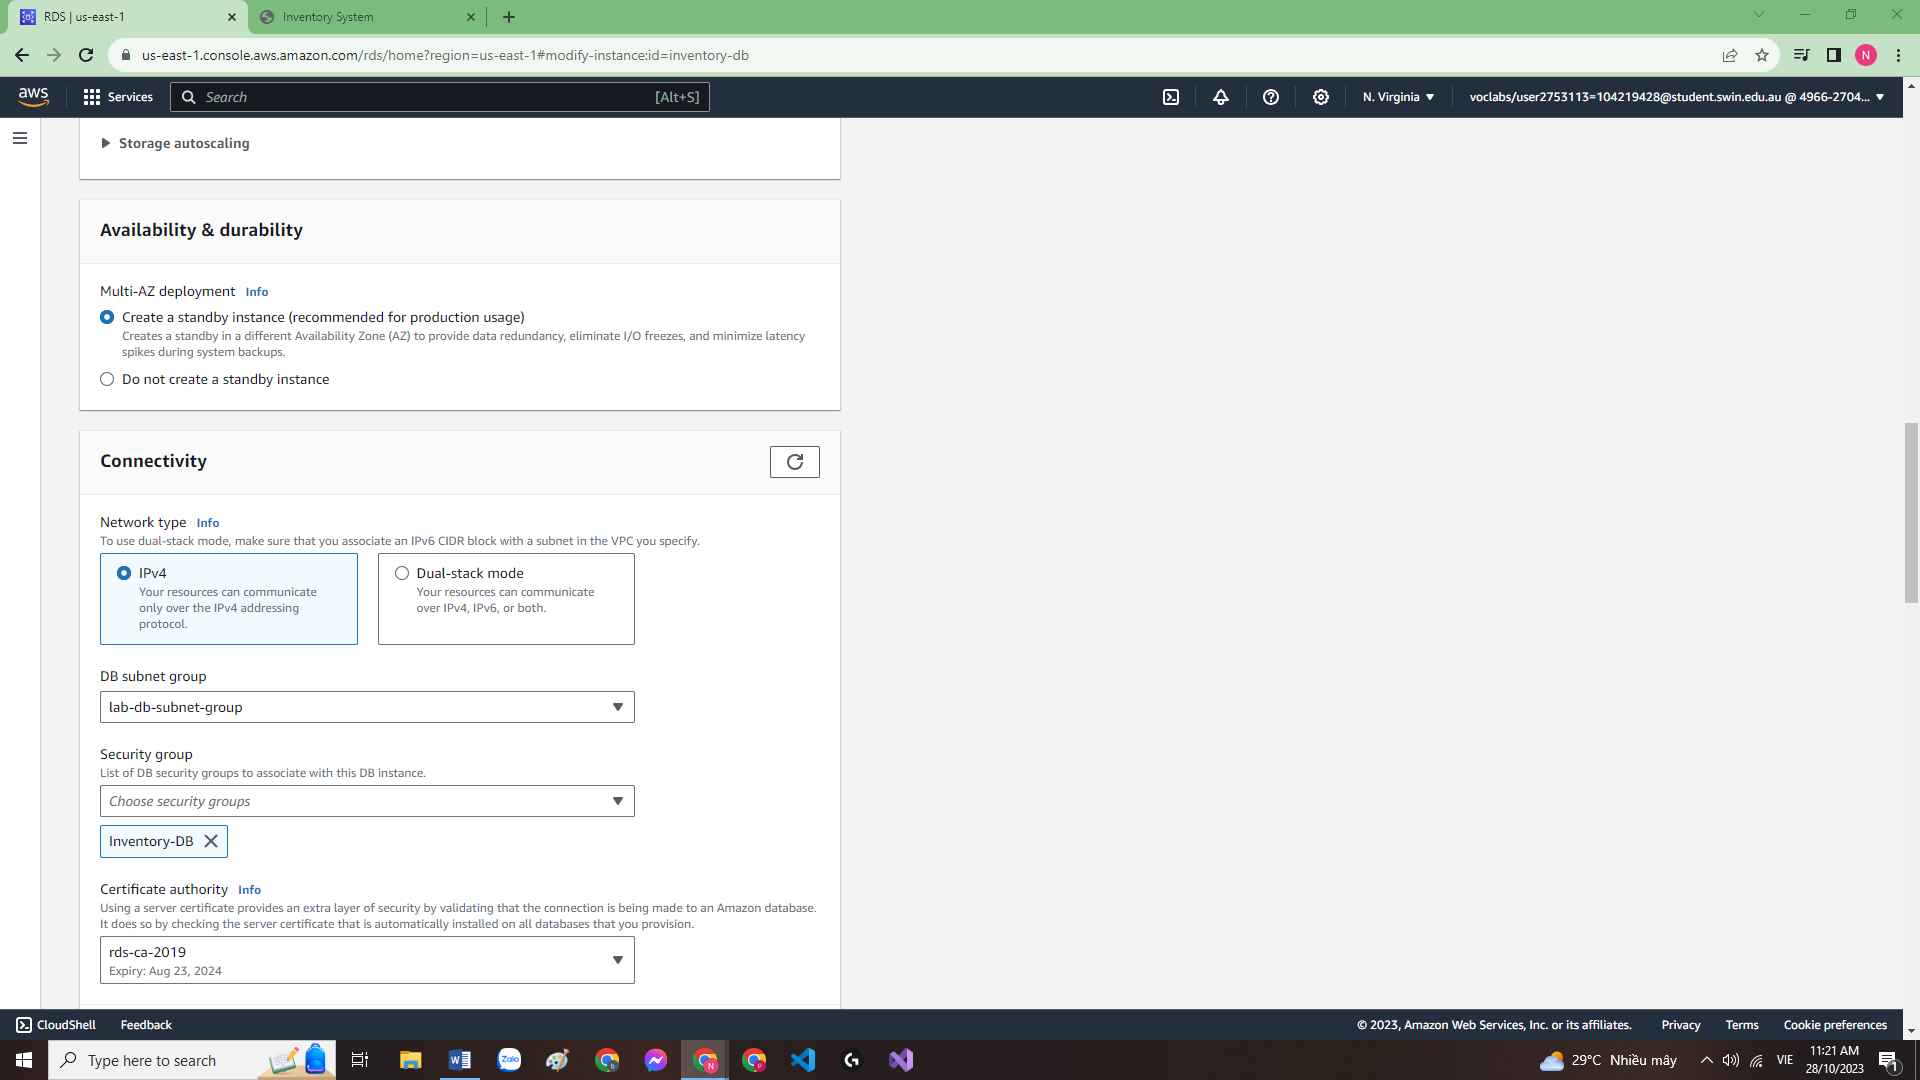 RDS | us-east-1
Inventory System
us-east-1.console.aws.amazon.com/rds/home?region=us-east-1#modify-instance:id=inventory-db
N
aws
Services
Search
[Alt+S]
N. Virginia
voclabs/user2753113=104219428@student.swin.edu.au @ 4966-2704...
Storage autoscaling
Availability & durability
Multi-AZ deployment Info
Create a standby instance (recommended for production usage)
Creates a standby in a different Availability Zone (AZ) to provide data redundancy, eliminate I/O freezes, and minimize latency
spikes during system backups.
Do not create a standby instance
Connectivity
Network type Info
To use dual-stack mode, make sure that you associate an IPv6 CIDR block with a subnet in the VPC you specify.
IPv4
Your resources can communicate
only over the IPv4 addressing
protocol.
Dual-stack mode
Your resources can communicate
over IPv4, IPv6, or both.
DB subnet group
lab-db-subnet-group
Security group
List of DB security groups to associate with this DB instance.
Choose security groups
Inventory-DB
Certificate authority Info
Using a server certificate provides an extra layer of security by validating that the connection is being made to an Amazon database.
It does so by checking the server certificate that is automatically installed on all databases that you provision.
rds-ca-2019
Expiry: Aug 23, 2024
CloudShell
Feedback
© 2023, Amazon Web Services, Inc. or its affiliates.
Privacy
Terms
Cookie preferences
Type here to search
Zalo
29°C Nhiều mây
VIE
11:21 AM
28/10/2023
1